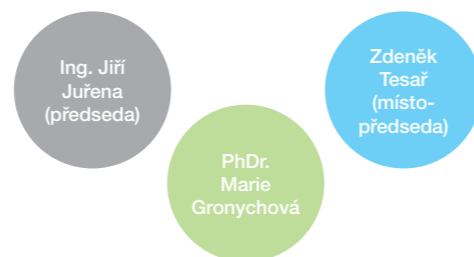 Ing. Jiří
Juřena
(předseda)
Zdeněk
Tesař
(místo-
předseda)
PhDr.
Marie
Gronychová